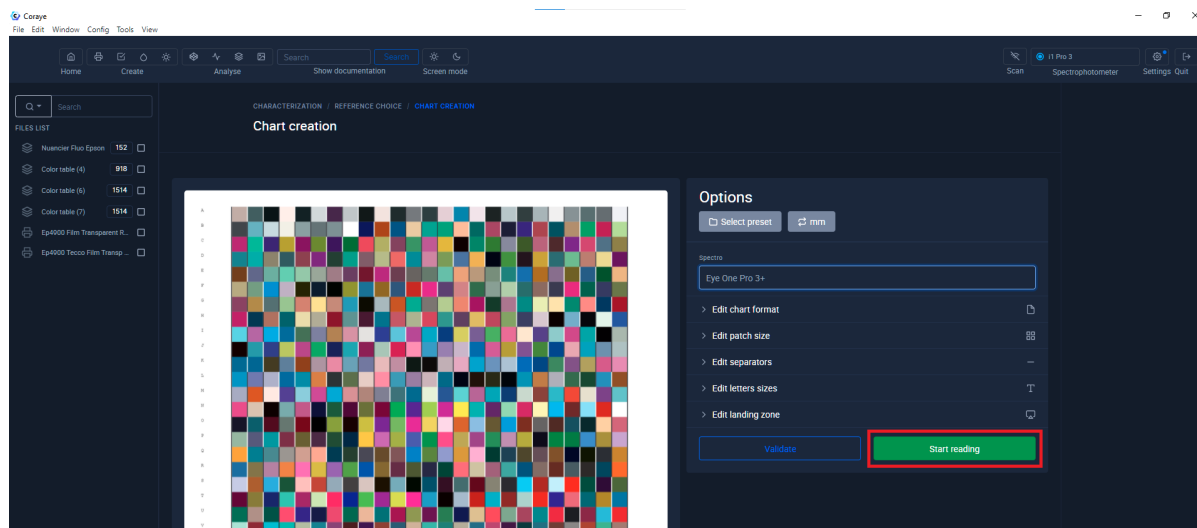 Coraye
File Edit Window Config Tools View
Search Search
i1 Pro 3
Home Create Analyse Show documentation Screen mode Scan Spectrophotometer Settings Quit
Search
FILES LIST
Nuancier Fluo Epson 152
Color table (4) 918
Color table (6) 1514
Color table (7) 1514
Ep4900 Film Transparent R...
Ep4900 Tecco Film Transp ...
CHARACTERIZATION / REFERENCE CHOICE / CHART CREATION
Chart creation
Options
Select preset mm
Spectro
Eye One Pro 3+
> Edit chart format
> Edit patch size
> Edit separators
> Edit letters sizes
> Edit landing zone
Validate Start reading